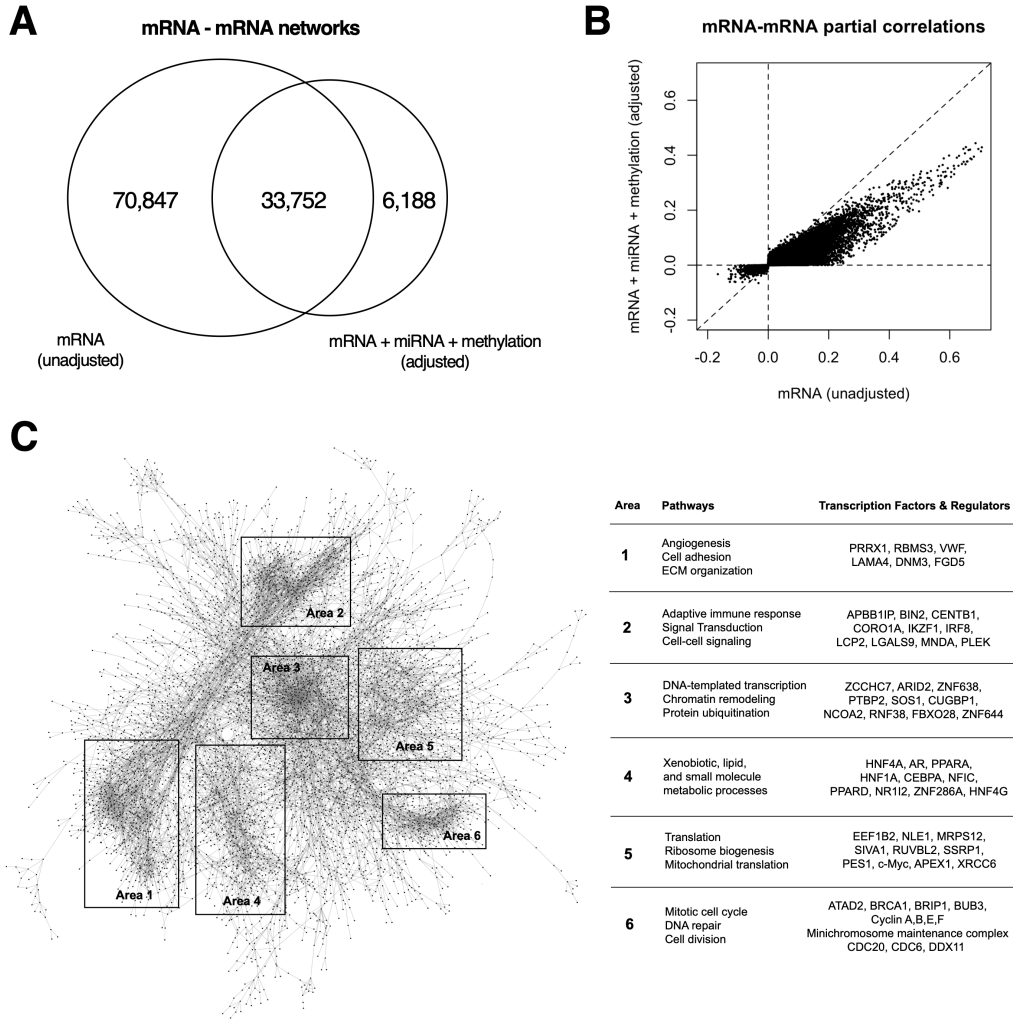 A
mRNA - mRNA networks
70,847
33,752
6,188
mRNA
(unadjusted)
mRNA + miRNA + methylation
(adjusted)
B
mRNA-mRNA partial correlations
mRNA + miRNA + methylation (adjusted)
0.6
0.4
0.2
0.0
-0.2
-0.2
0.0
0.2
0.4
0.6
mRNA (unadjusted)
C
Area 2
Area 3
Area 5
Area 6
Area 1
Area 4
Area Pathways Transcription Factors & Regulators
1
Angiogenesis
Cell adhesion
ECM organization
PRRX1, RBMS3, VWF,
LAMA4, DNM3, FGD5
2
Adaptive immune response
Signal Transduction
Cell-cell signaling
APBB1IP, BIN2, CENTB1,
CORO1A, IKZF1, IRF8,
LCP2, LGALS9, MNDA, PLEK
3
DNA-templated transcription
Chromatin remodeling
Protein ubiquitination
ZCCHC7, ARID2, ZNF638,
PTBP2, SOS1, CUGBP1,
NCOA2, RNF38, FBXO28, ZNF644
4
Xenobiotic, lipid,
and small molecule
metabolic processes
HNF4A, AR, PPARA,
HNF1A, CEBPA, NFIC,
PPARD, NR1I2, ZNF286A, HNF4G
5
Translation
Ribosome biogenesis
Mitochondrial translation
EEF1B2, NLE1, MRPS12,
SIVA1, RUVBL2, SSRP1,
PES1, c-Myc, APEX1, XRCC6
6
Mitotic cell cycle
DNA repair
Cell division
ATAD2, BRCA1, BRIP1, BUB3,
Cyclin A,B,E,F
Minichromosome maintenance complex
CDC20, CDC6, DDX11